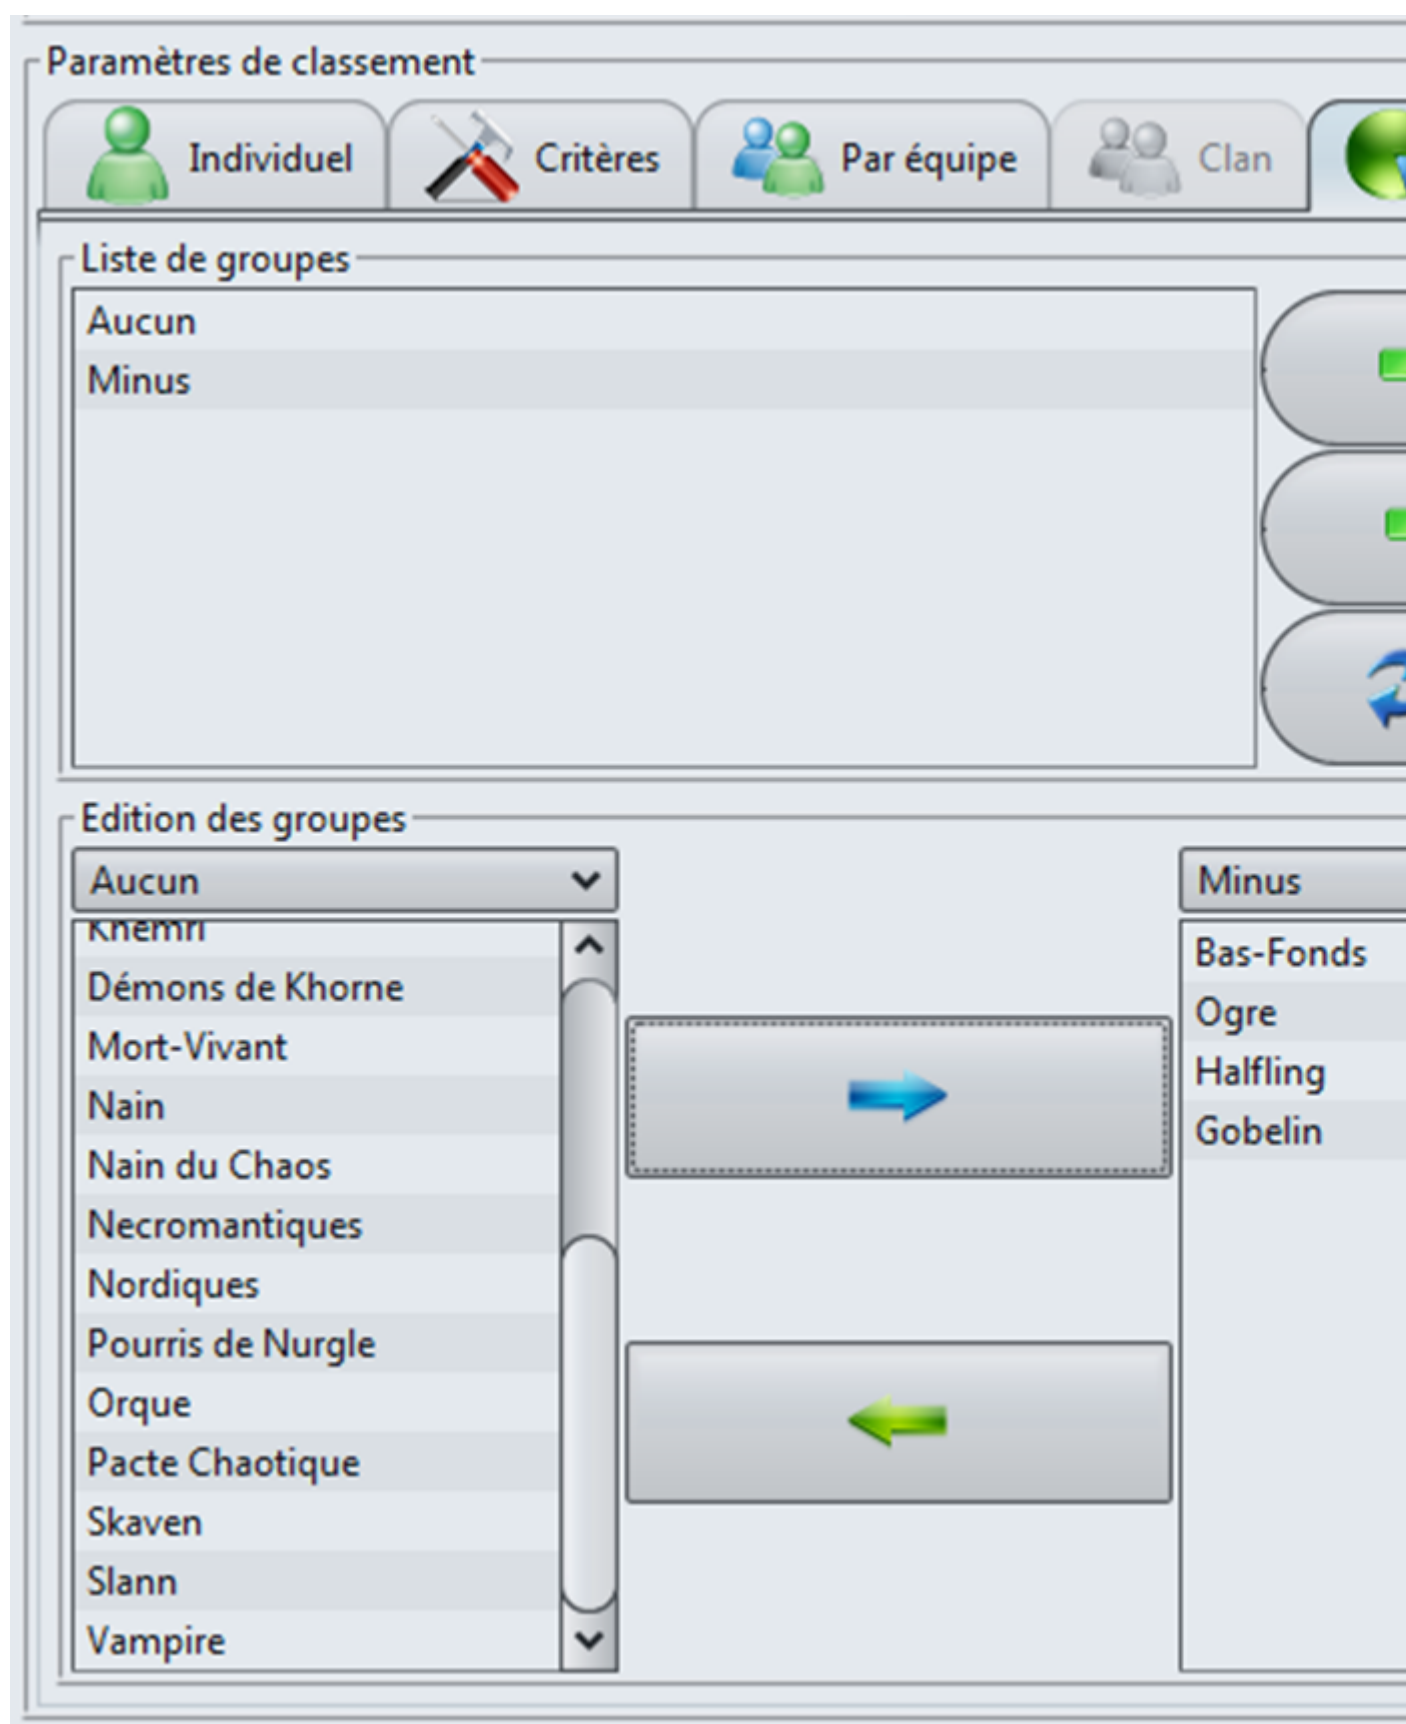 Paramètres de classement
Individuel
Critères
Par équipe
Clan
Liste de groupes
Aucun
Minus
Edition des groupes
Aucun
Khemri
Démons de Khorne
Mort-Vivant
Nain
Nain du Chaos
Necromantiques
Nordiques
Pourris de Nurgle
Orque
Pacte Chaotique
Skaven
Slann
Vampire
Minus
Bas-Fonds
Ogre
Halfling
Gobelin